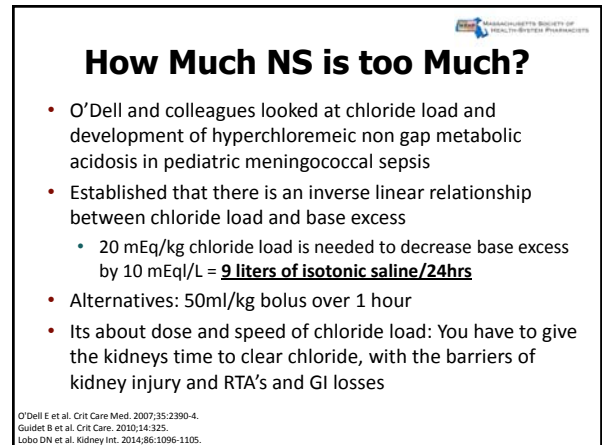 MASSACHUSETTS SOCIETY OF
HEALTH-SYSTEM PHARMACISTS
How Much NS is too Much?
• O'Dell and colleagues looked at chloride load and
development of hyperchloremeic non gap metabolic
acidosis in pediatric meningococcal sepsis
• Established that there is an inverse linear relationship
between chloride load and base excess
• 20 mEq/kg chloride load is needed to decrease base excess
by 10 mEql/L = 9 liters of isotonic saline/24hrs
• Alternatives: 50ml/kg bolus over 1 hour
• Its about dose and speed of chloride load: You have to give
the kidneys time to clear chloride, with the barriers of
kidney injury and RTA's and GI losses
O'Dell E et al. Crit Care Med. 2007;35:2390-4.
Guidet B et al. Crit Care. 2010;14:325.
Lobo DN et al. Kidney Int. 2014;86:1096-1105.